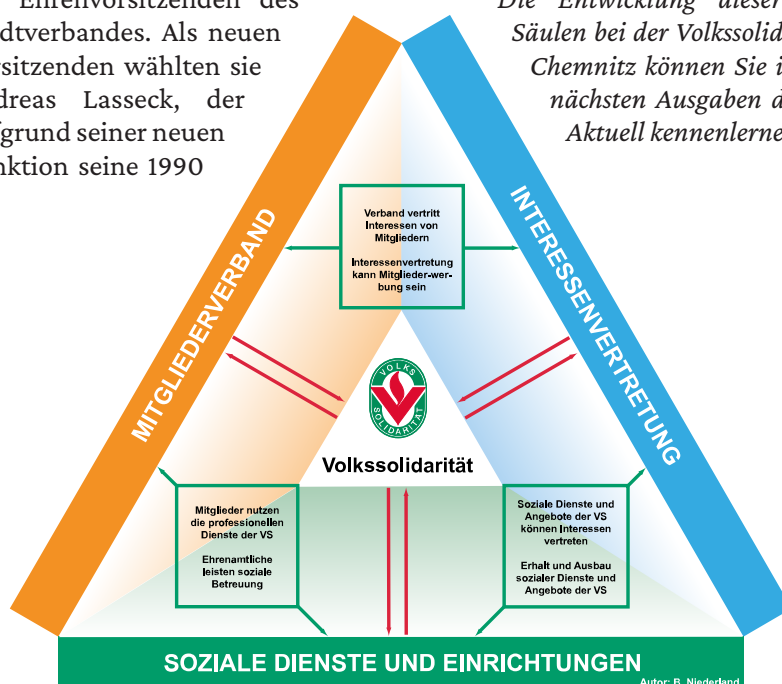 Ehrenvorsitzenden des
dtverbandes. Als neuen
rsitzenden wählten sie
dreas Lasseck, der
fgrund seiner neuen
nktion seine 1990
Die Entwicklung dieser
Säulen bei der Volkssolid
Chemnitz können Sie i
nächsten Ausgaben d
Aktuell kennenlerne
MITGLIEDERVERBAND
INTERESSENVERTRETUNG
Verband vertritt
Interessen von
Mitgliedern
Interessenvertretung
kann Mitglieder-wer-
bung sein
VOLKS
SOLIDARITÄT
Volkssolidarität
Mitglieder nutzen
die professionellen
Dienste der VS
Ehrenamtliche
leisten soziale
Betreuung
Soziale Dienste und
Angebote der VS
können Interessen
vertreten
Erhalt und Ausbau
sozialer Dienste und
Angebote der VS
SOZIALE DIENSTE UND EINRICHTUNGEN
Autor: B. Niederland